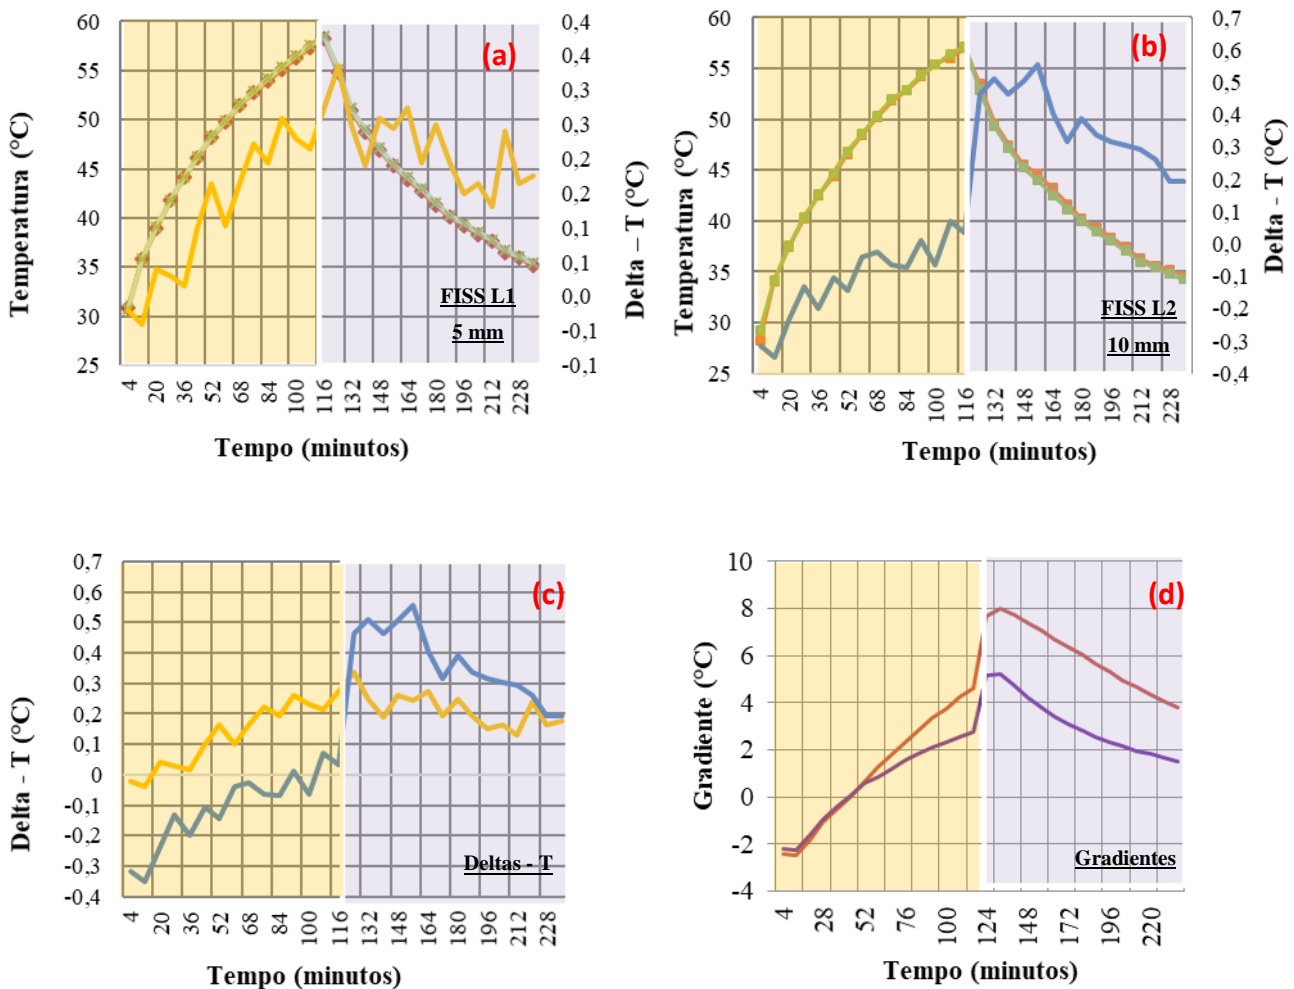 (a)
60
55
50
45
40
35
30
25
Temperatura (°C)
0,4
0,4
0,3
0,3
0,2
0,2
0,1
0,1
0,0
-0,1
-0,1
Delta – T (°C)
FISS L1
5 mm
4 20 36 52 68 84 100 116 132 148 164 180 196 212 228
Tempo (minutos)
(b)
60
55
50
45
40
35
30
25
Temperatura (°C)
0,7
0,6
0,5
0,4
0,3
0,2
0,1
0,0
-0,1
-0,2
-0,3
-0,4
Delta - T (°C)
FISS L2
10 mm
4 20 36 52 68 84 100 116 132 148 164 180 196 212 228
Tempo (minutos)
(c)
0,7
0,6
0,5
0,4
0,3
0,2
0,1
0
-0,1
-0,2
-0,3
-0,4
Delta - T (°C)
Deltas - T
4 20 36 52 68 84 100 116 132 148 164 180 196 212 228
Tempo (minutos)
(d)
10
8
6
4
2
0
-2
-4
Gradiente (°C)
Gradientes
4 28 52 76 100 124 148 172 196 220
Tempo (minutos)